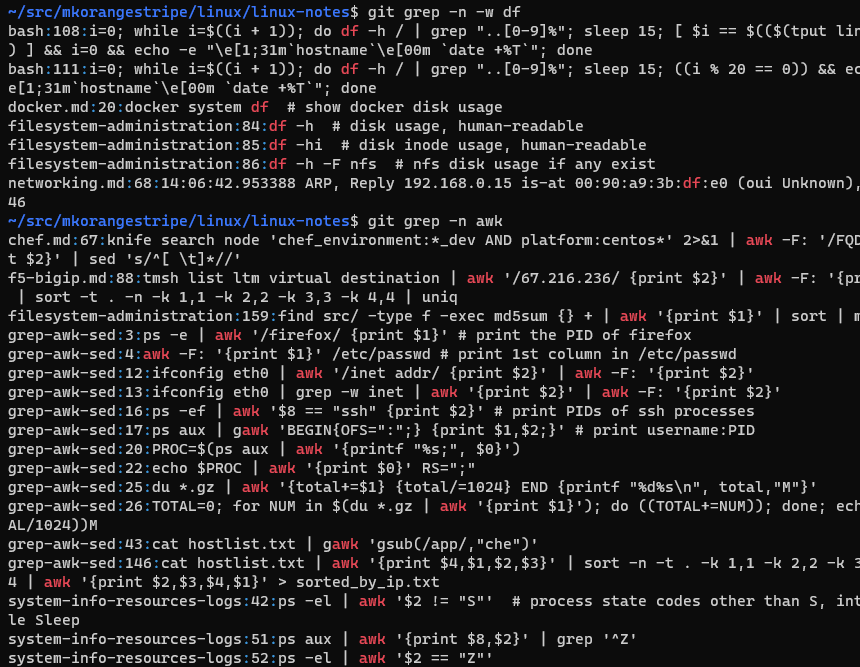 ~/src/mkorangestripe/linux/linux-notes$ git grep -n -w df
bash:108:i=0; while i=$((i + 1)); do df -h / | grep "..[0-9]%"; sleep 15; [ $i == $(($(tput lin
) ] && i=0 && echo -e "\e[1;31m`hostname`\e[00m `date +%T`"; done
bash:111:i=0; while i=$((i + 1)); do df -h / | grep "..[0-9]%"; sleep 15; ((i % 20 == 0)) && ec
e[1;31m`hostname`\e[00m `date +%T`"; done
docker.md:20:docker system df  # show docker disk usage
filesystem-administration:84:df -h  # disk usage, human-readable
filesystem-administration:85:df -hi  # disk inode usage, human-readable
filesystem-administration:86:df -h -F nfs  # nfs disk usage if any exist
networking.md:68:14:06:42.953388 ARP, Reply 192.168.0.15 is-at 00:90:a9:3b:df:e0 (oui Unknown),
46
~/src/mkorangestripe/linux/linux-notes$ git grep -n awk
chef.md:67:knife search node 'chef_environment:*_dev AND platform:centos*' 2>&1 | awk -F: '/FQD
t $2}' | sed 's/^[ \t]*//'
f5-bigip.md:88:tmsh list ltm virtual destination | awk '/67.216.236/ {print $2}' | awk -F: '{pr
 | sort -t . -n -k 1,1 -k 2,2 -k 3,3 -k 4,4 | uniq
filesystem-administration:159:find src/ -type f -exec md5sum {} + | awk '{print $1}' | sort | m
grep-awk-sed:3:ps -e | awk '/firefox/ {print $1}' # print the PID of firefox
grep-awk-sed:4:awk -F: '{print $1}' /etc/passwd # print 1st column in /etc/passwd
grep-awk-sed:12:ifconfig eth0 | awk '/inet addr/ {print $2}' | awk -F: '{print $2}'
grep-awk-sed:13:ifconfig eth0 | grep -w inet | awk '{print $2}' | awk -F: '{print $2}'
grep-awk-sed:16:ps -ef | awk '$8 == "ssh" {print $2}' # print PIDs of ssh processes
grep-awk-sed:17:ps aux | gawk 'BEGIN{OFS=":";} {print $1,$2;}' # print username:PID
grep-awk-sed:20:PROC=$(ps aux | awk '{printf "%s;", $0}')
grep-awk-sed:22:echo $PROC | awk '{print $0}' RS=";"
grep-awk-sed:25:du *.gz | awk '{total+=$1} {total/=1024} END {printf "%d%s\n", total,"M"}'
grep-awk-sed:26:TOTAL=0; for NUM in $(du *.gz | awk '{print $1}'); do ((TOTAL+=NUM)); done; ech
AL/1024))M
grep-awk-sed:43:cat hostlist.txt | gawk 'gsub(/app/,"che")'
grep-awk-sed:146:cat hostlist.txt | awk '{print $4,$1,$2,$3}' | sort -n -t . -k 1,1 -k 2,2 -k 3
4 | awk '{print $2,$3,$4,$1}' > sorted_by_ip.txt
system-info-resources-logs:42:ps -el | awk '$2 != "S"'  # process state codes other than S, int
le Sleep
system-info-resources-logs:51:ps aux | awk '{print $8,$2}' | grep '^Z'
system-info-resources-logs:52:ps -el | awk '$2 == "Z"'